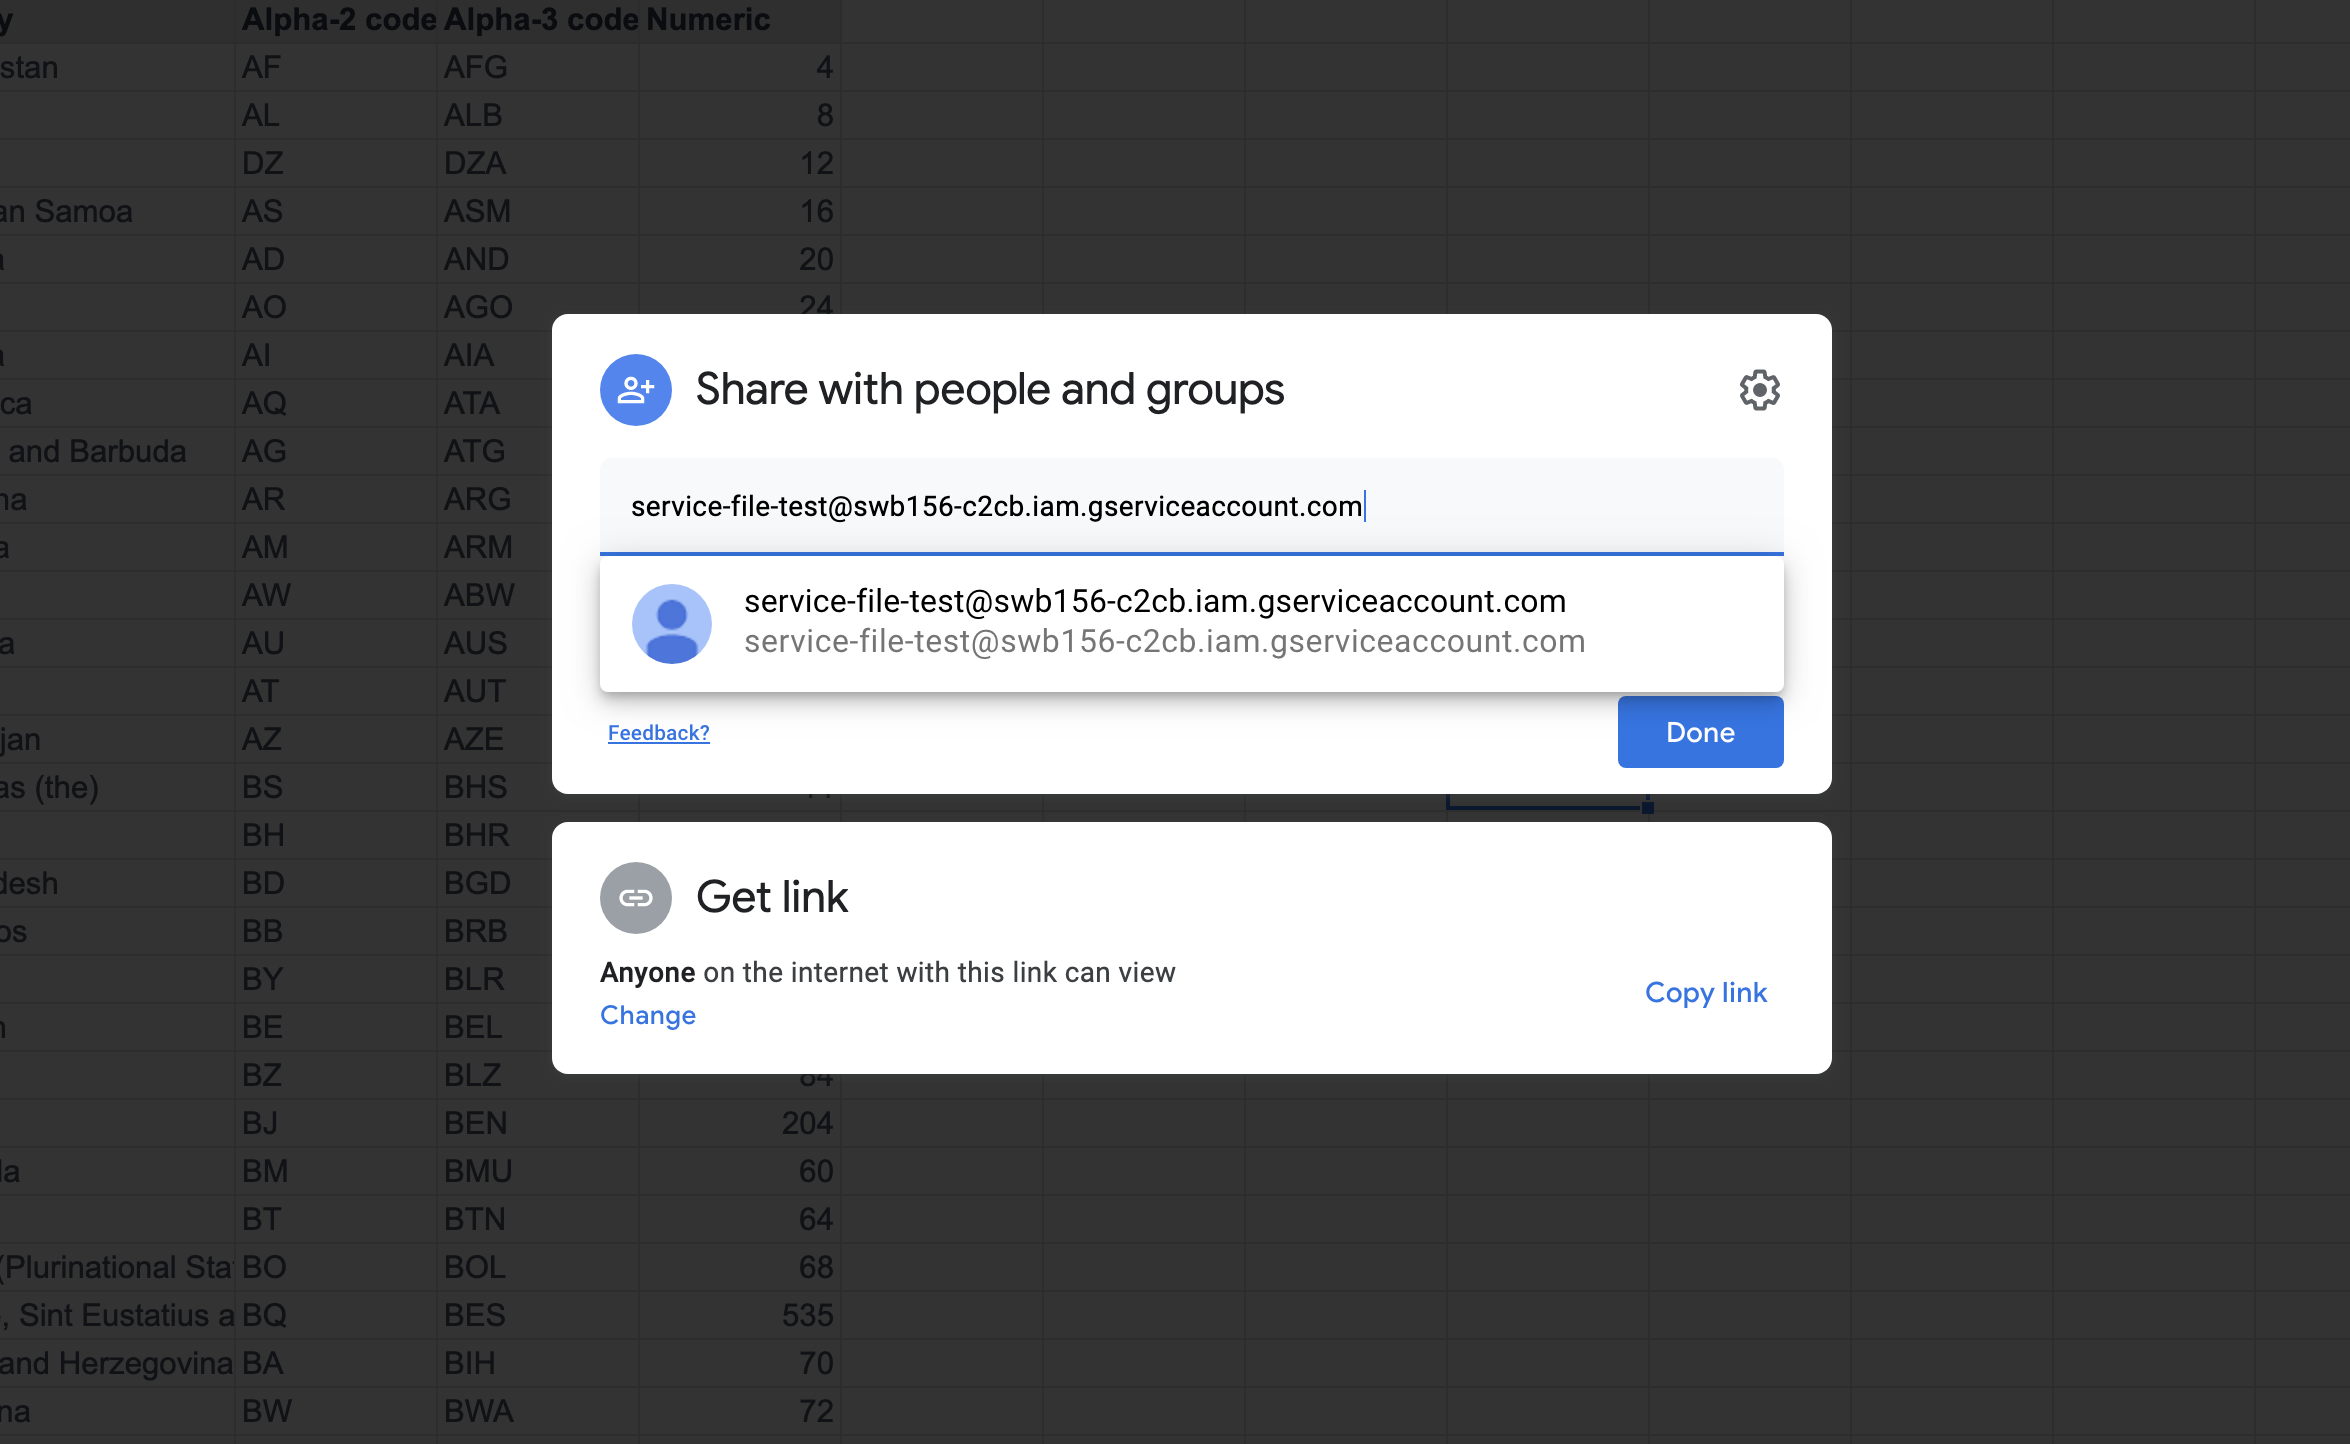 y Alpha-2 code Alpha-3 code Numeric
stan AF AFG 4
AL ALB 8
DZ DZA 12
an Samoa AS ASM 16
a AD AND 20
AO AGO 24
a AI AIA
ca AQ ATA
and Barbuda AG ATG
na AR ARG
a AM ARM
AW ABW
a AU AUS
AT AUT
jan AZ AZE
as (the) BS BHS
BH BHR
desh BD BGD
os BB BRB
BY BLR
n BE BEL
BZ BLZ 84
BJ BEN 204
la BM BMU 60
BT BTN 64
(Plurinational Sta BO BOL 68
, Sint Eustatius a BQ BES 535
and Herzegovina BA BIH 70
na BW BWA 72
Share with people and groups
service-file-test@swb156-c2cb.iam.gserviceaccount.com
service-file-test@swb156-c2cb.iam.gserviceaccount.com
service-file-test@swb156-c2cb.iam.gserviceaccount.com
Feedback?
Done
Get link
Anyone on the internet with this link can view
Change
Copy link